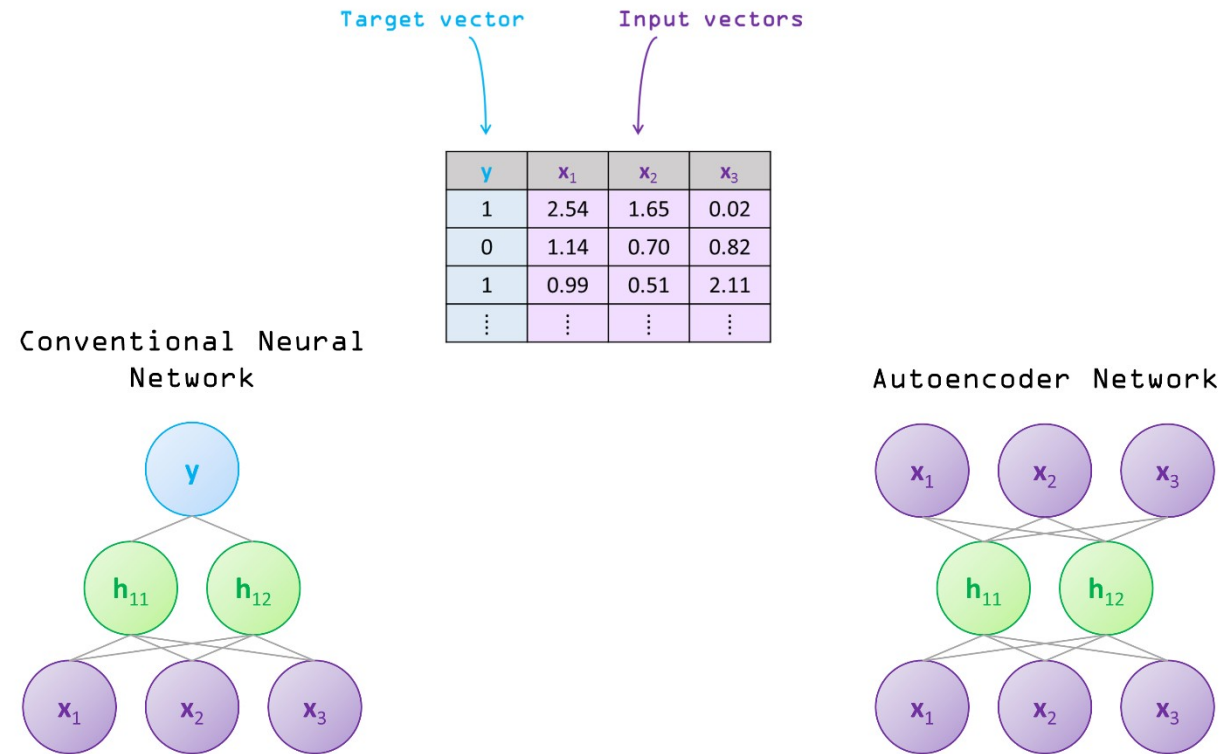 Target vector Input vectors
y x₁ x₂ x₃
1 2.54 1.65 0.02
0 1.14 0.70 0.82
1 0.99 0.51 2.11
⋮ ⋮ ⋮ ⋮
Conventional Neural
Network
y
h₁₁ h₁₂
x₁ x₂ x₃
Autoencoder Network
x₁ x₂ x₃
h₁₁ h₁₂
x₁ x₂ x₃